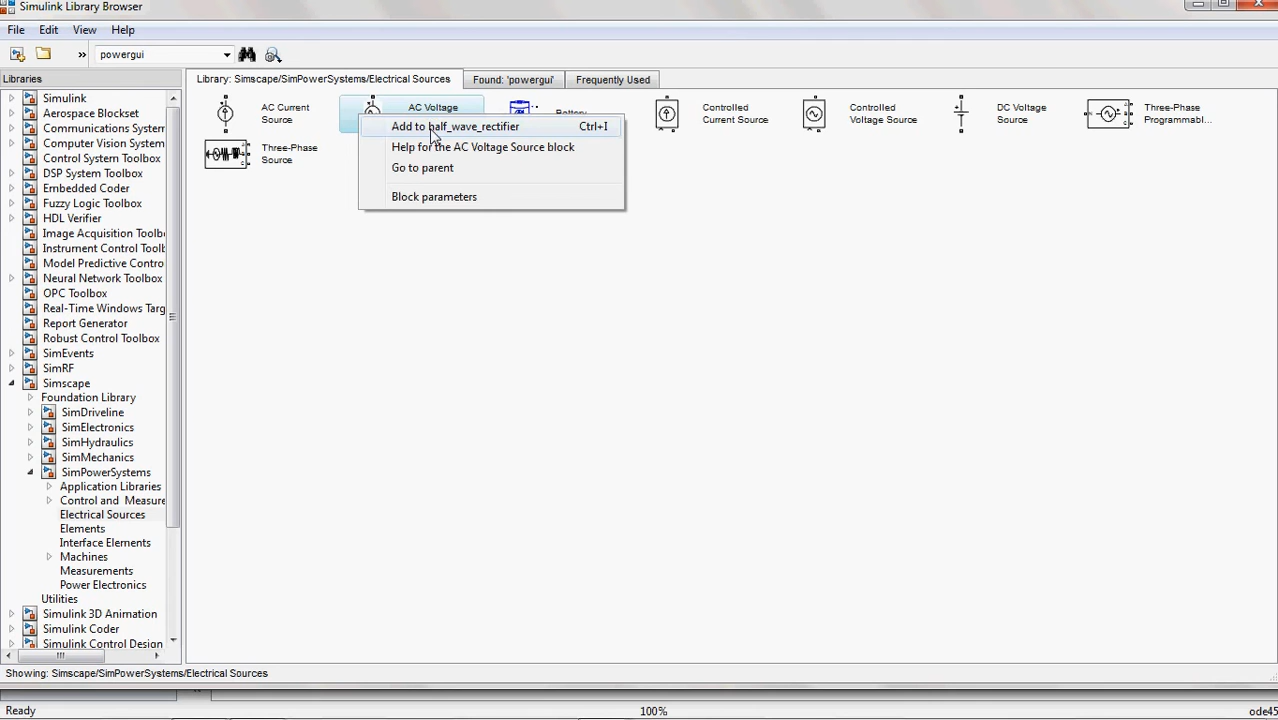 Simulink Library Browser
File Edit View Help
» powergui
Libraries
Library: Simscape/SimPowerSystems/Electrical Sources
Found: 'powergui'
Frequently Used
Simulink
Aerospace Blockset
Communications System
Computer Vision System
Control System Toolbox
DSP System Toolbox
Embedded Coder
Fuzzy Logic Toolbox
HDL Verifier
Image Acquisition Toolb
Instrument Control Toolb
Model Predictive Contro
Neural Network Toolbox
OPC Toolbox
Real-Time Windows Targ
Report Generator
Robust Control Toolbox
SimEvents
SimRF
Simscape
Foundation Library
SimDriveline
SimElectronics
SimHydraulics
SimMechanics
SimPowerSystems
Application Libraries
Control and Measure
Electrical Sources
Elements
Interface Elements
Machines
Measurements
Power Electronics
Utilities
Simulink 3D Animation
Simulink Coder
Simulink Control Design
AC Current
Source
AC Voltage
Controlled
Current Source
Controlled
Voltage Source
DC Voltage
Source
Three-Phase
Programmabl...
Three-Phase
Source
Add to half_wave_rectifier Ctrl+I
Help for the AC Voltage Source block
Go to parent
Block parameters
Showing: Simscape/SimPowerSystems/Electrical Sources
Ready 100% ode45